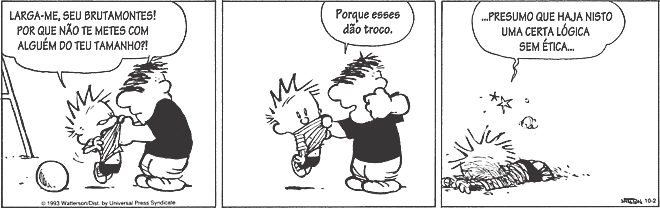 LARGA-ME, SEU BRUTAMONTES!
POR QUE NÃO TE METES COM
ALGUÉM DO TEU TAMANHO?!
Porque esses
dão troco.
...PRESUMO QUE HAJA NISTO
UMA CERTA LÓGICA
SEM ÉTICA...
© 1993 Watterson/Dist. by Universal Press Syndicate
WATTERSON 10-2